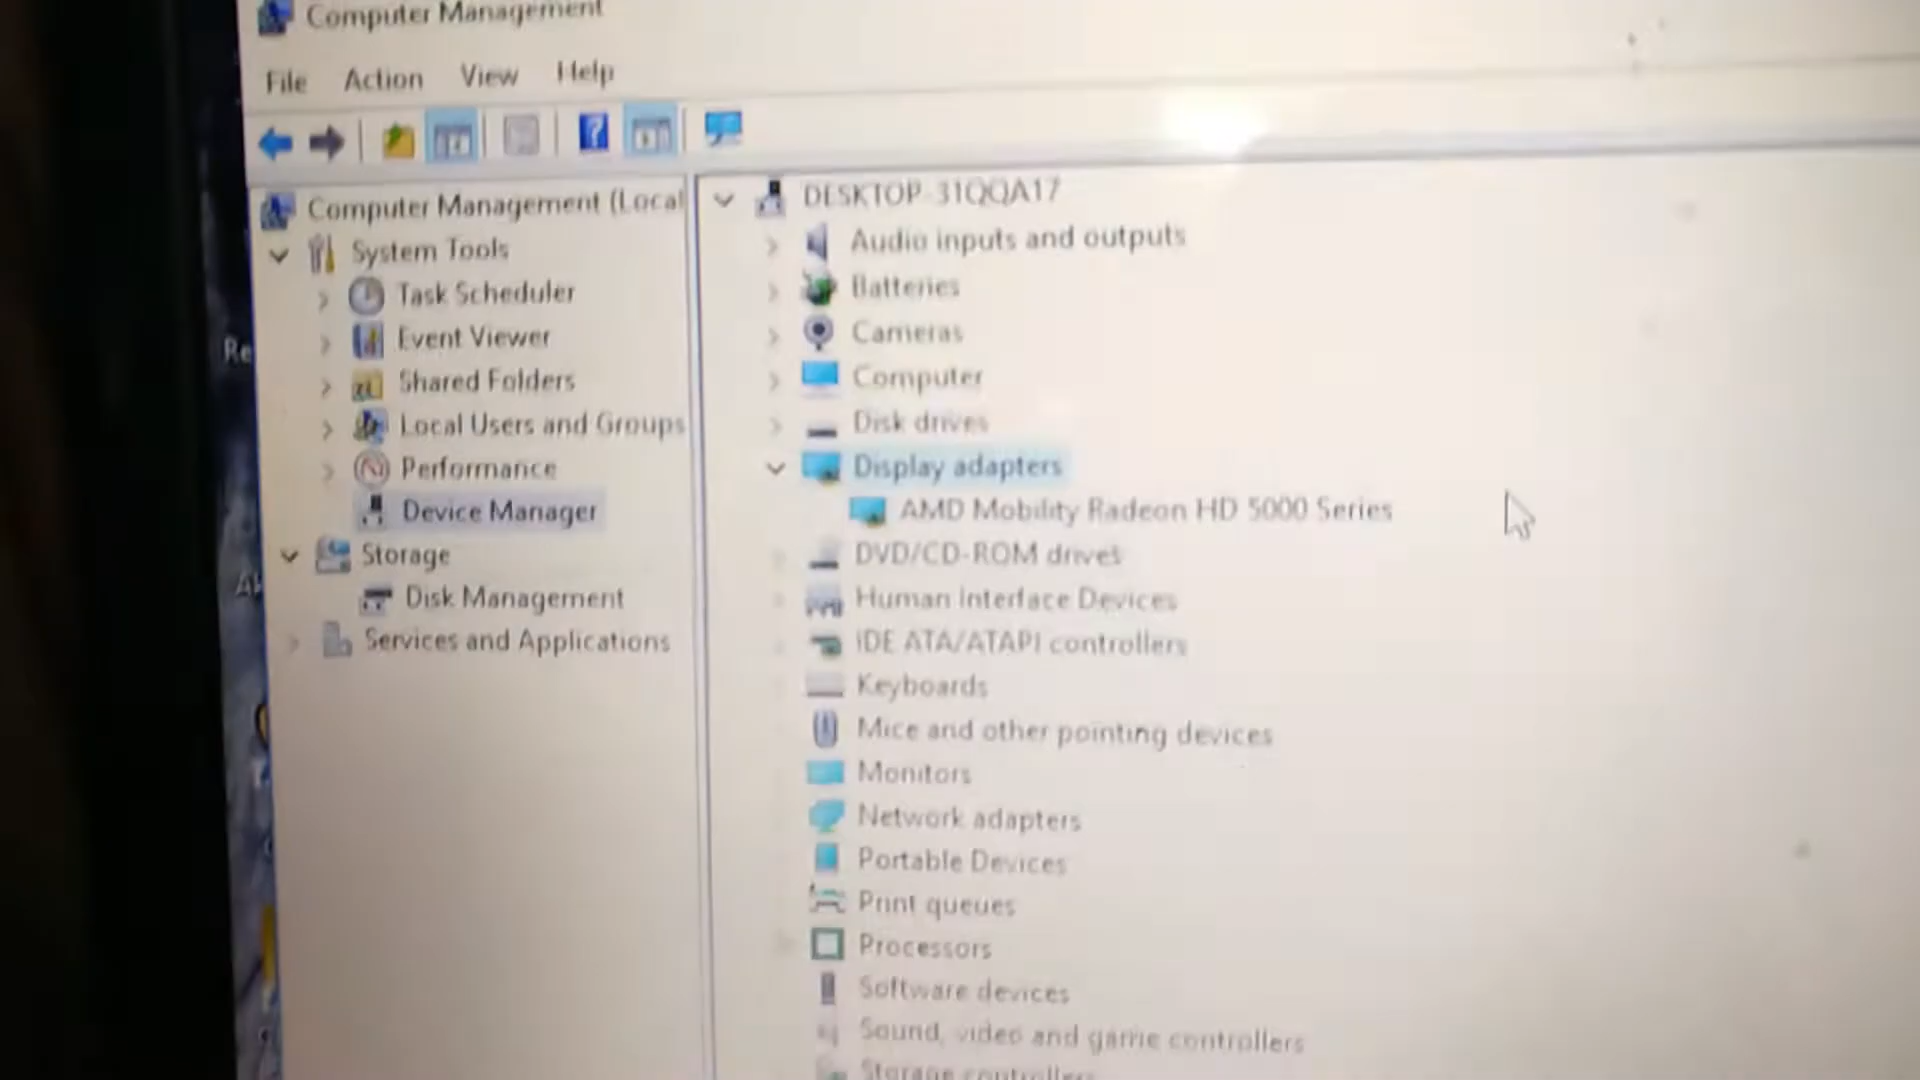 Computer Management
File Action View Help
Computer Management (Local
System Tools
Task Scheduler
Event Viewer
Shared Folders
Local Users and Groups
Performance
Device Manager
Storage
Disk Management
Services and Applications
DESKTOP-31QQA17
Audio inputs and outputs
Batteries
Cameras
Computer
Disk drives
Display adapters
AMD Mobility Radeon HD 5000 Series
DVD/CD-ROM drives
Human Interface Devices
IDE ATA/ATAPI controllers
Keyboards
Mice and other pointing devices
Monitors
Network adapters
Portable Devices
Print queues
Processors
Software devices
Sound, video and game controllers
Storage controllers
Re